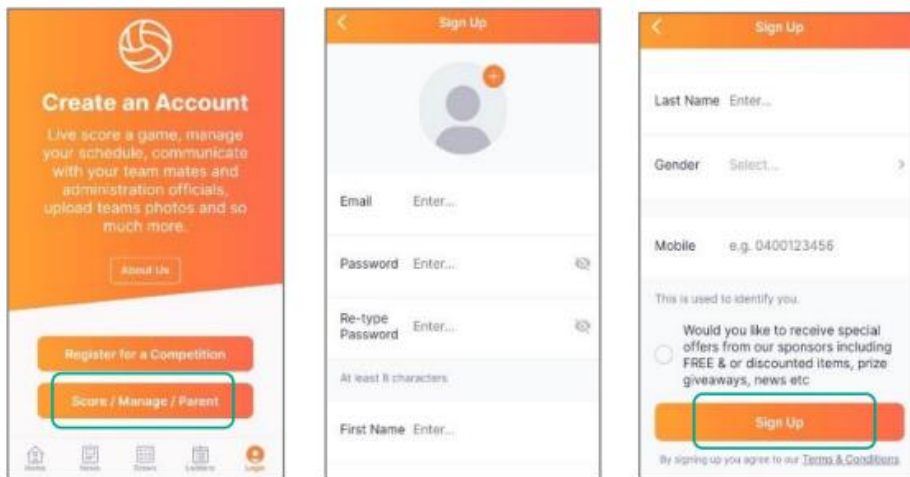 Create an Account
Live score a game, manage
your schedule, communicate
with your team mates and
administration officials,
upload teams photos and so
much more.
About Us
Register for a Competition
Score / Manage / Parent
Home
News
Draws
Ladders
Login
Sign Up
Email Enter...
Password Enter...
Re-type
Password Enter...
At least 8 characters
First Name Enter...
Sign Up
Last Name Enter...
Gender Select...
Mobile e.g. 0400123456
This is used to identify you.
Would you like to receive special
offers from our sponsors including
FREE & or discounted items, prize
giveaways, news etc
Sign Up
By signing up you agree to our Terms & Conditions